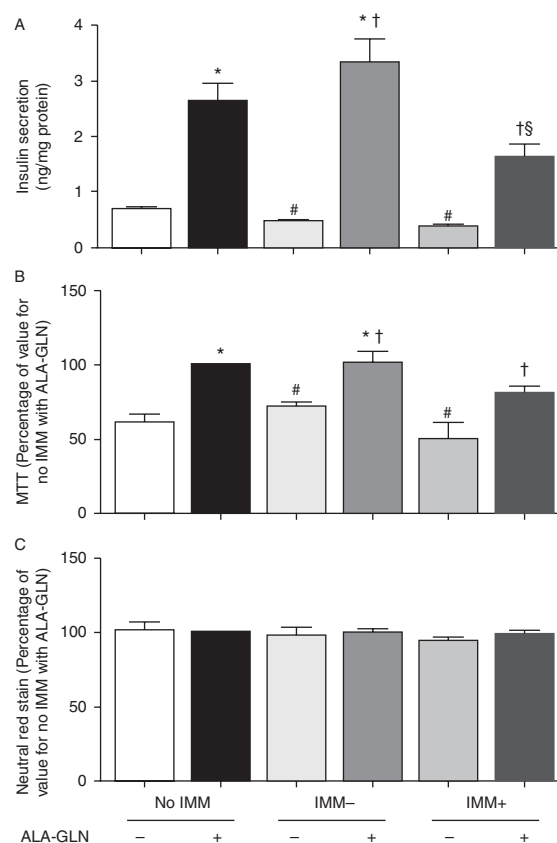 A
Insulin secretion
(ng/mg protein)
4
3
2
1
0
*
#
* †
#
†§
B
MTT (Percentage of value for
no IMM with ALA-GLN)
150
100
50
0
*
#
* †
#
†
C
Neutral red stain (Percentage of
value for no IMM with ALA-GLN)
150
100
50
0
No IMM IMM– IMM+
ALA-GLN – + – + – +